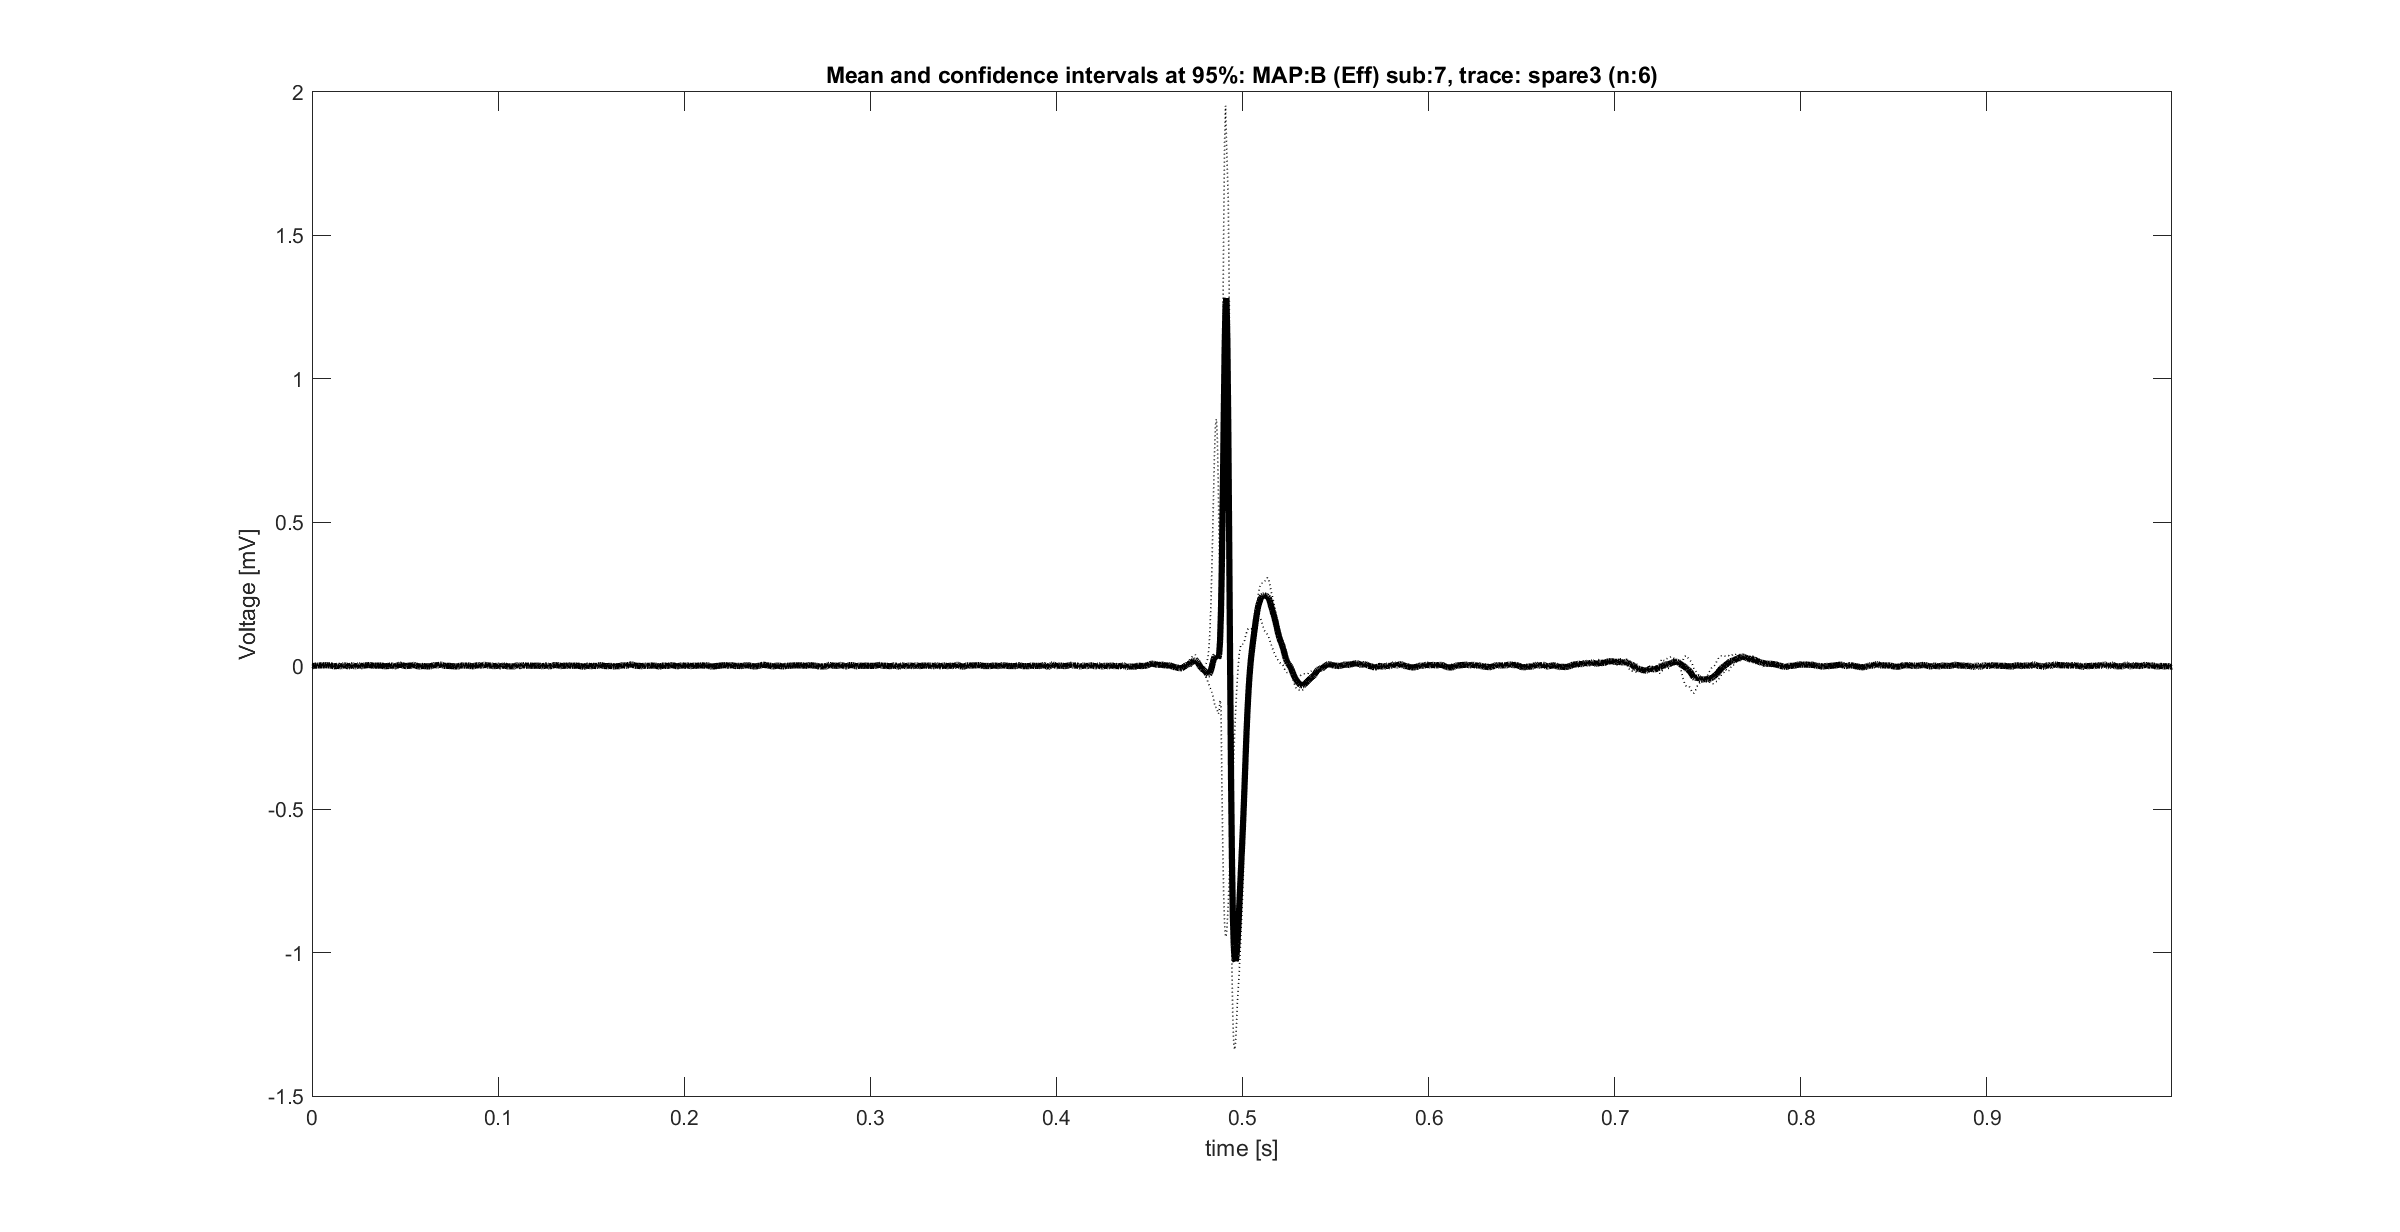 Mean and confidence intervals at 95%: MAP:B (Eff) sub:7, trace: spare3 (n:6)
2
1.5
1
0.5
0
-0.5
-1
-1.5
Voltage [mV]
0 0.1 0.2 0.3 0.4 0.5 0.6 0.7 0.8 0.9
time [s]